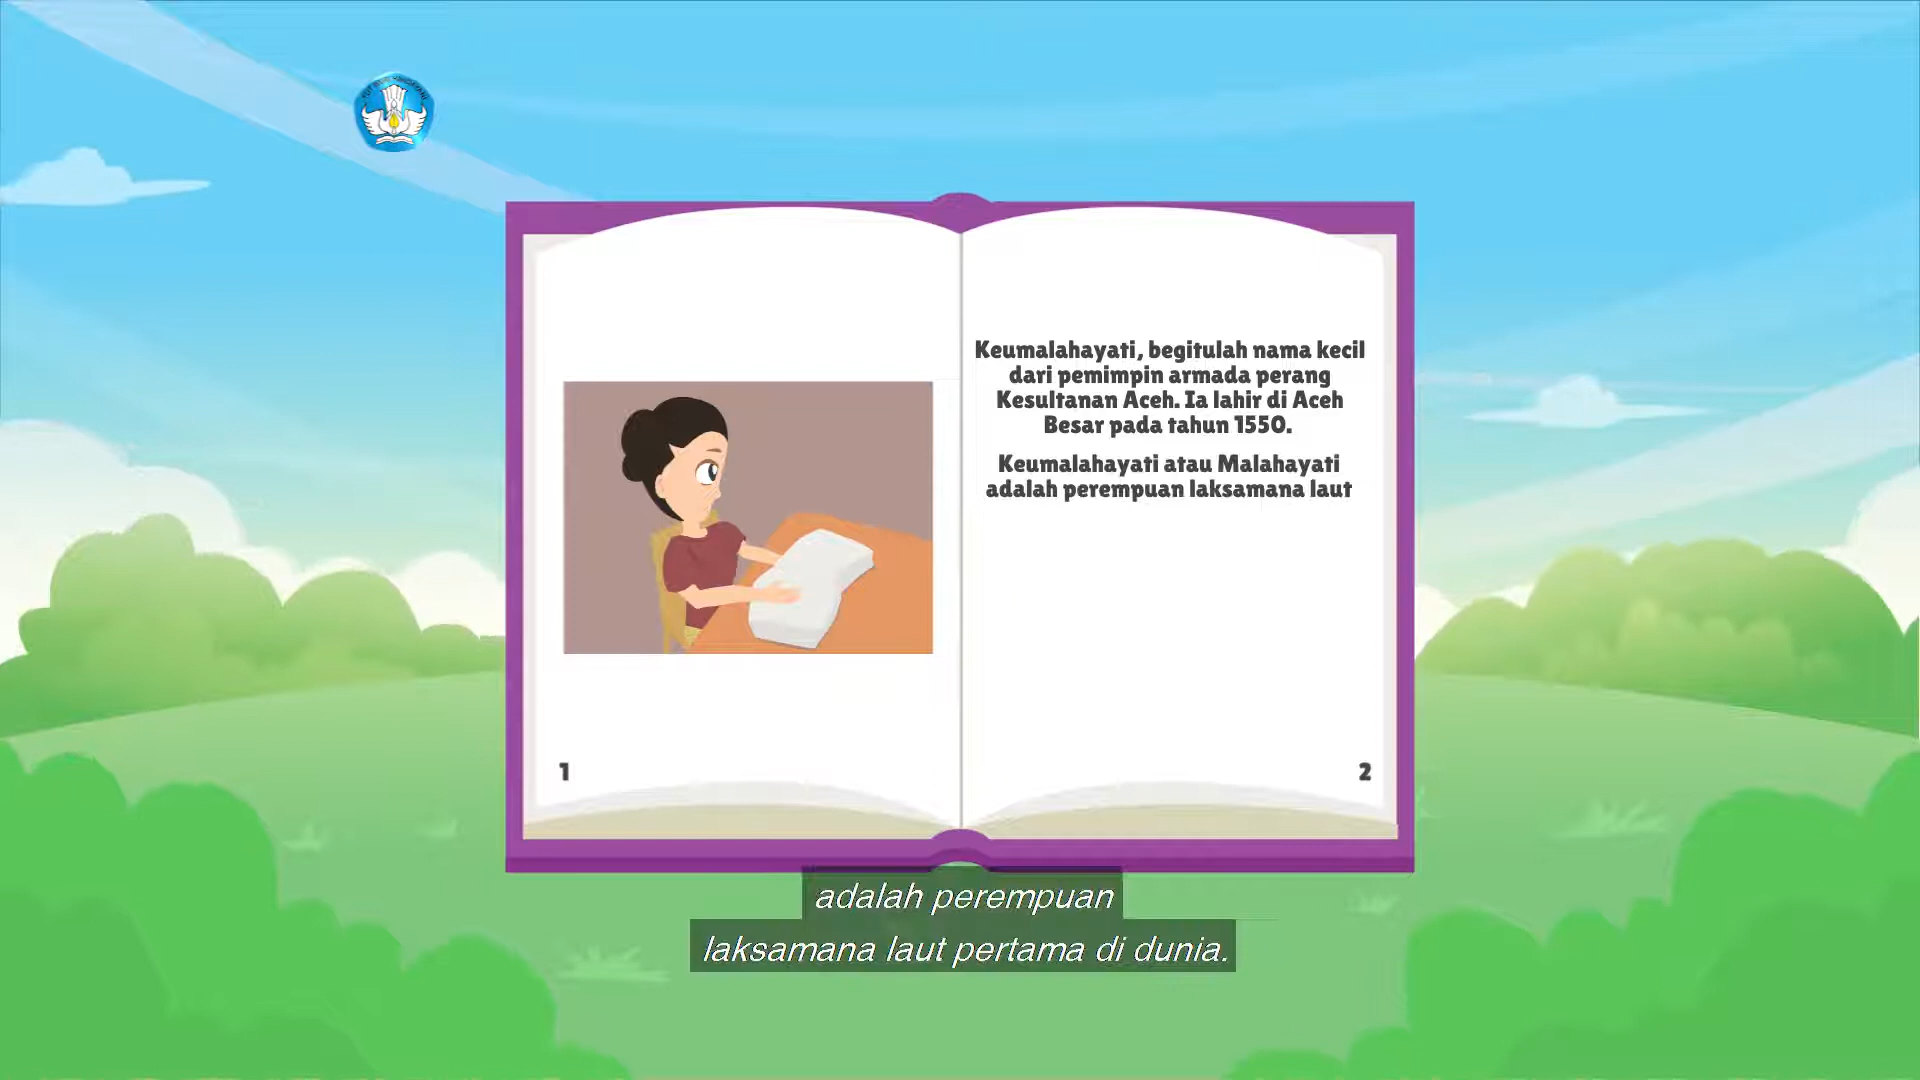 Keumalahayati, begitulah nama kecil
dari pemimpin armada perang
Kesultanan Aceh. Ia lahir di Aceh
Besar pada tahun 1550.
Keumalahayati atau Malahayati
adalah perempuan laksamana laut
1
2
adalah perempuan
laksamana laut pertama di dunia.